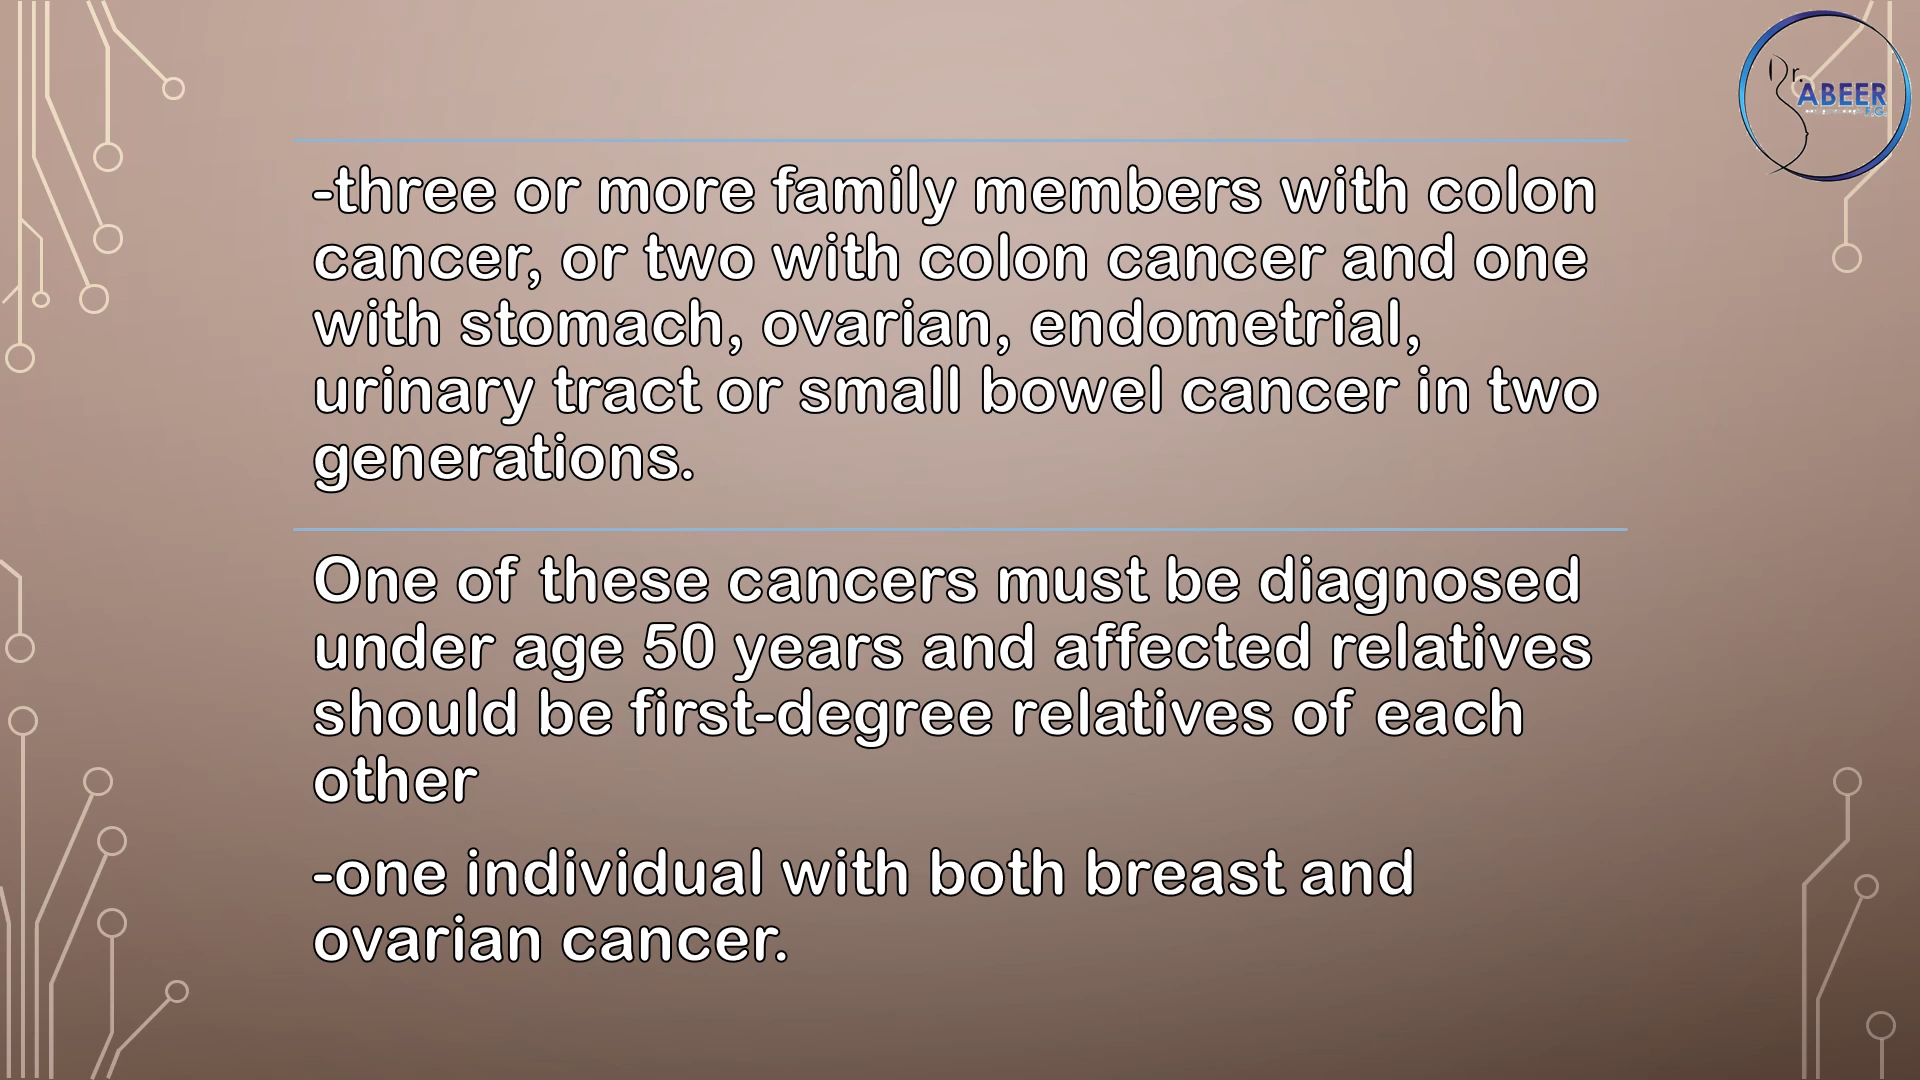 Dr.
ABEER
F.G.
-three or more family members with colon
cancer, or two with colon cancer and one
with stomach, ovarian, endometrial,
urinary tract or small bowel cancer in two
generations.
One of these cancers must be diagnosed
under age 50 years and affected relatives
should be first-degree relatives of each
other
-one individual with both breast and
ovarian cancer.